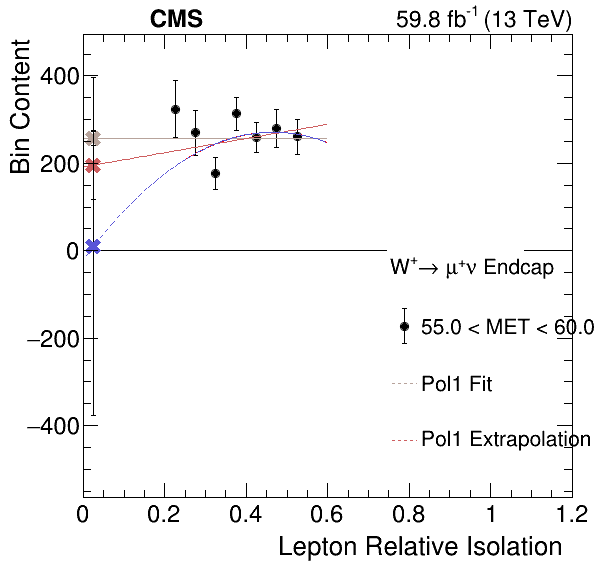 CMS 59.8 fb⁻¹ (13 TeV)
Bin Content
400
200
0
−200
−400
W⁺→ μ⁺ν Endcap
55.0 < MET < 60.0
Pol1 Fit
Pol1 Extrapolation
0 0.2 0.4 0.6 0.8 1 1.2
Lepton Relative Isolation